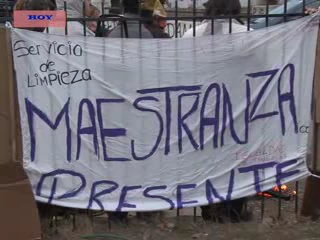 HOY
Servicio
de
LIMPIEZA
MAESTRANZA
PRESENTE